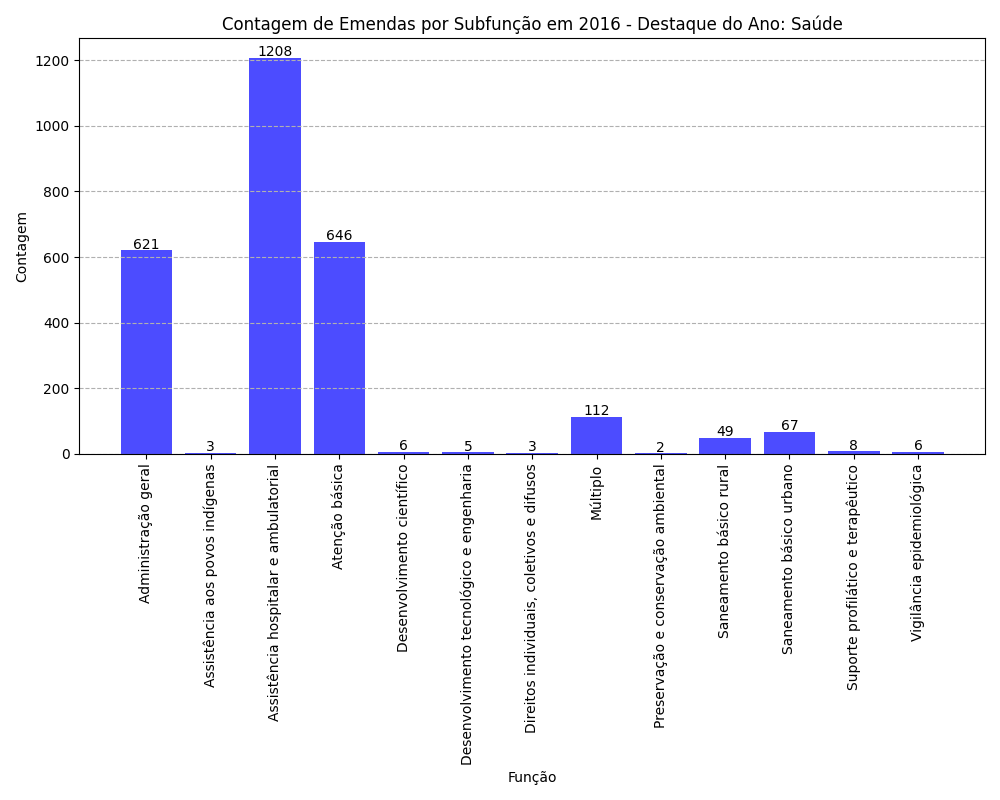 Contagem de Emendas por Subfunção em 2016 - Destaque do Ano: Saúde
Contagem
1200
1000
800
600
400
200
0
621
3
1208
646
6
5
3
112
2
49
67
8
6
Administração geral
Assistência aos povos indígenas
Assistência hospitalar e ambulatorial
Atenção básica
Desenvolvimento científico
Desenvolvimento tecnológico e engenharia
Direitos individuais, coletivos e difusos
Múltiplo
Preservação e conservação ambiental
Saneamento básico rural
Saneamento básico urbano
Suporte profilático e terapêutico
Vigilância epidemiológica
Função